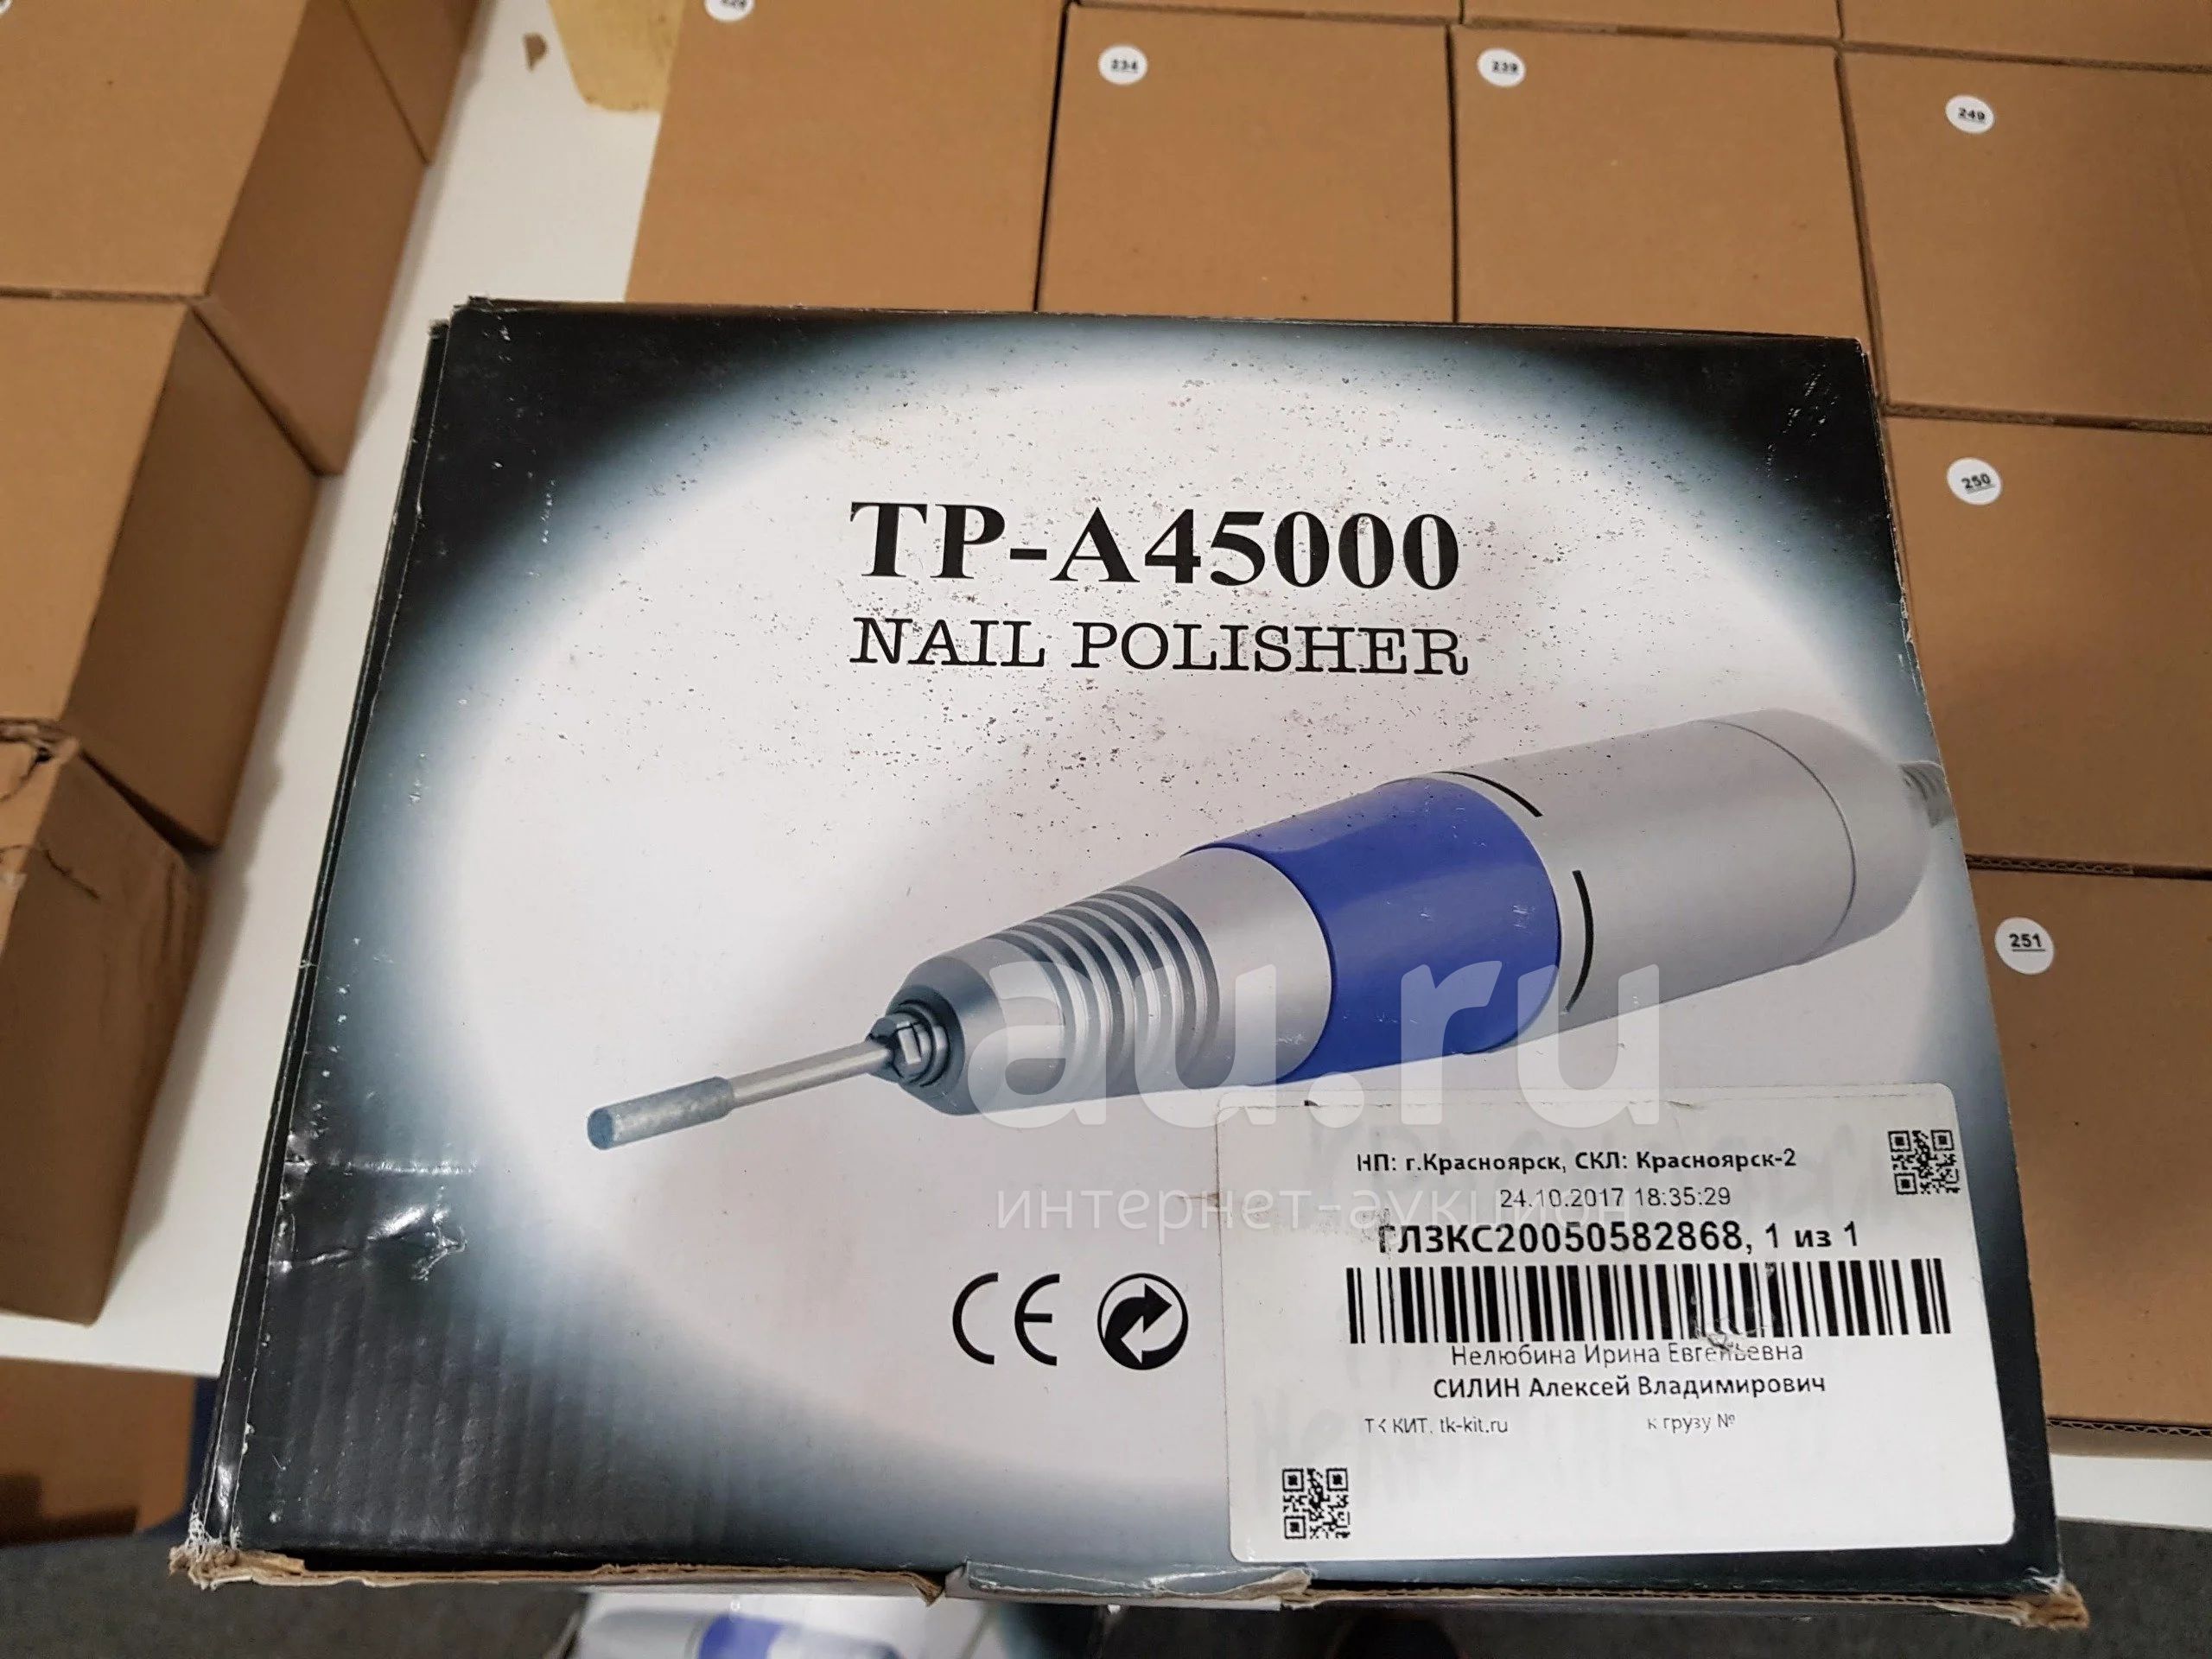 234
239
249
250
251
TP-A45000
NAIL POLISHER
au.ru
интернет-аукцион
CE
НП: г.Красноярск, СКЛ: Красноярск-2
24.10.2017 18:35:29
ГЛЗКС20050582868, 1 из 1
Нелюбина Ирина Евгеньевна
СИЛИН Алексей Владимирович
ТК КИТ, tk-kit.ru к грузу №